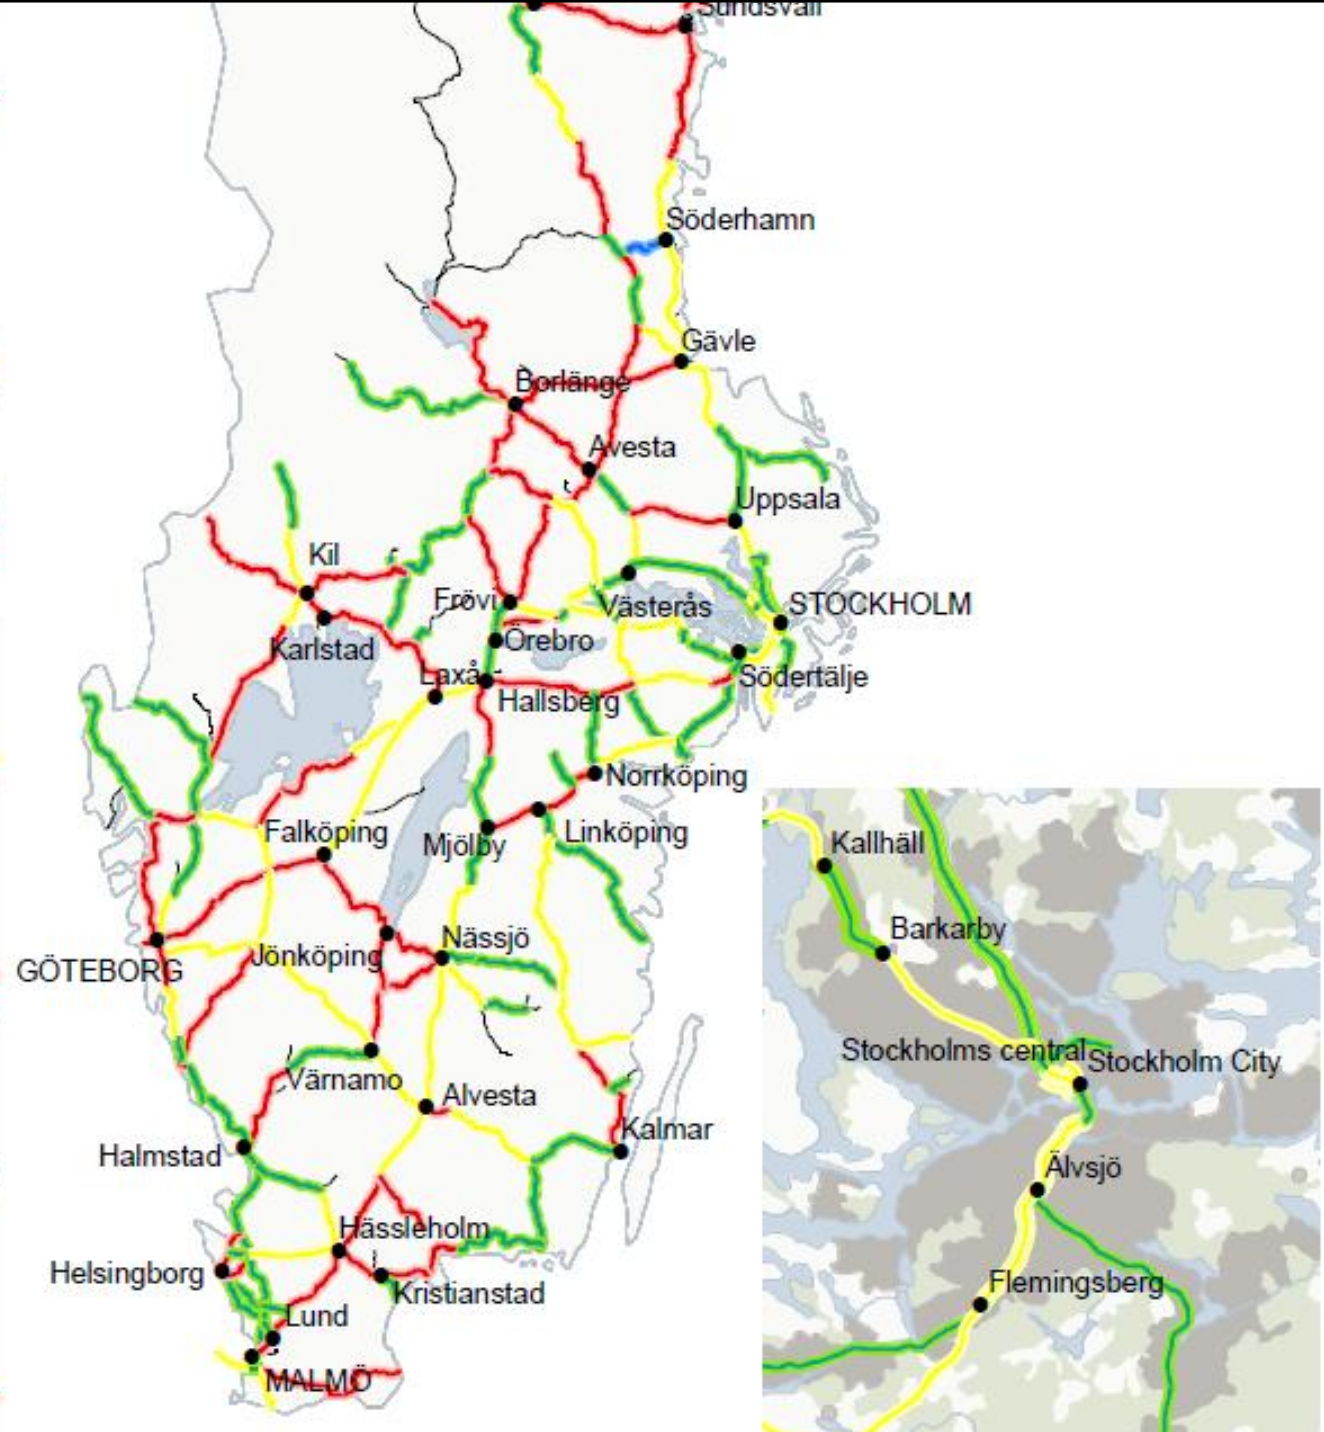 Sundsvall
Söderhamn
Gävle
Borlänge
Avesta
Uppsala
Kil
Frövi
Västerås
STOCKHOLM
Karlstad
Örebro
Laxå
Södertälje
Hallsberg
Norrköping
Falköping
Mjölby
Linköping
Kallhäll
Barkarby
Nässjö
Jönköping
GÖTEBORG
Stockholms central
Stockholm City
Värnamo
Alvesta
Kalmar
Halmstad
Älvsjö
Hässleholm
Helsingborg
Kristianstad
Flemingsberg
Lund
MALMÖ